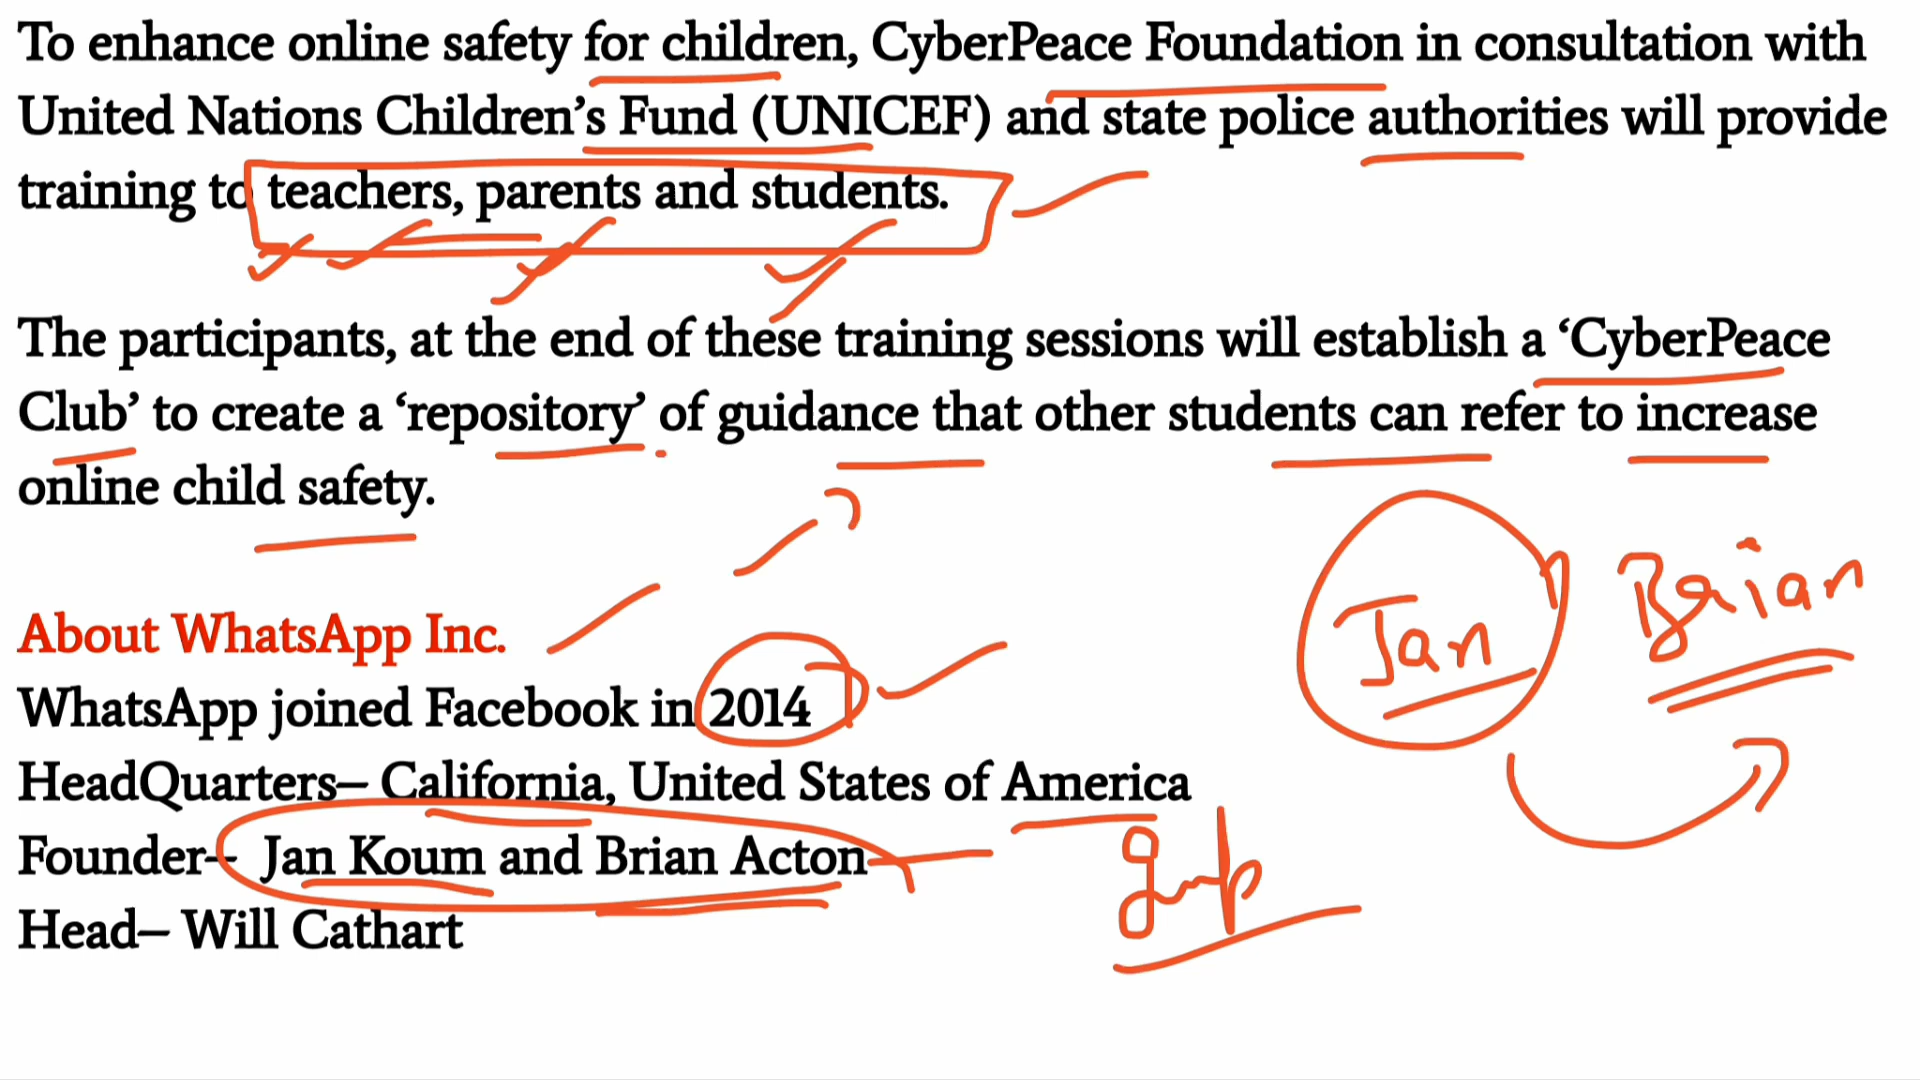 To enhance online safety for children, CyberPeace Foundation in consultation with
United Nations Children’s Fund (UNICEF) and state police authorities will provide
training to teachers, parents and students.
The participants, at the end of these training sessions will establish a ‘CyberPeace
Club’ to create a ‘repository’ of guidance that other students can refer to increase
online child safety.
Jan Brian
About WhatsApp Inc.
WhatsApp joined Facebook in 2014
HeadQuarters– California, United States of America
Founder– Jan Koum and Brian Acton
Imp
Head– Will Cathart